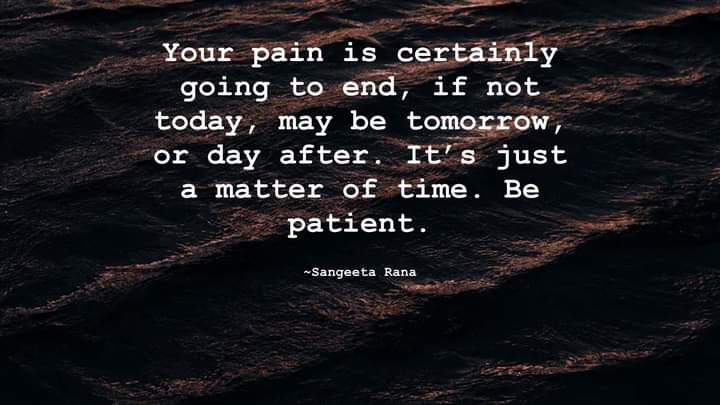 Your pain is certainly
going to end, if not
today, may be tomorrow,
or day after. It’s just
a matter of time. Be
patient.
~Sangeeta Rana